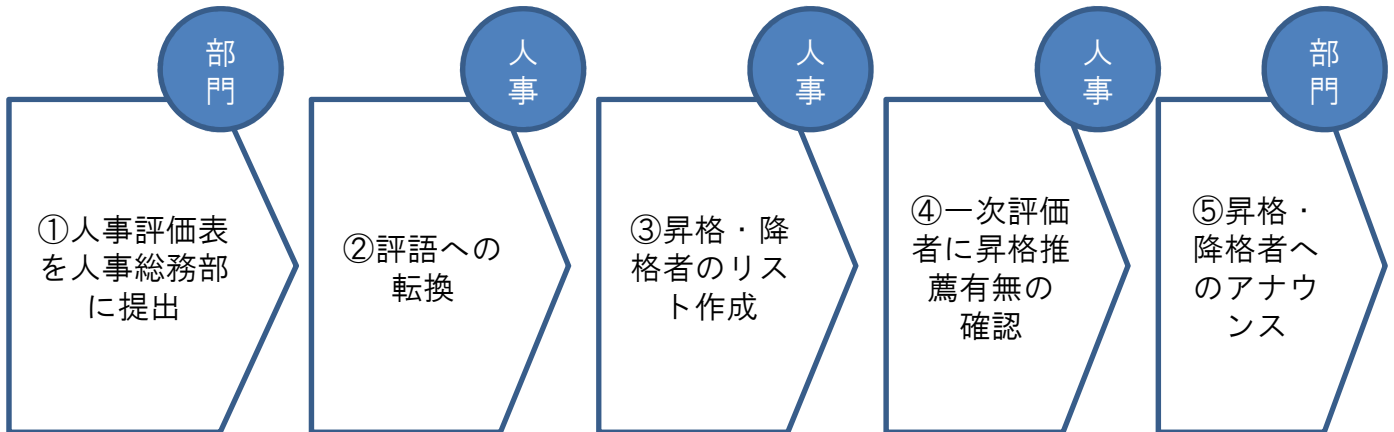 部
門
人
事
人
事
人
事
部
門
①人事評価表
を人事総務部
に提出
②評語への
転換
③昇格・降
格者のリス
ト作成
④一次評価
者に昇格推
薦有無の
確認
⑤昇格・
降格者へ
のアナウ
ンス